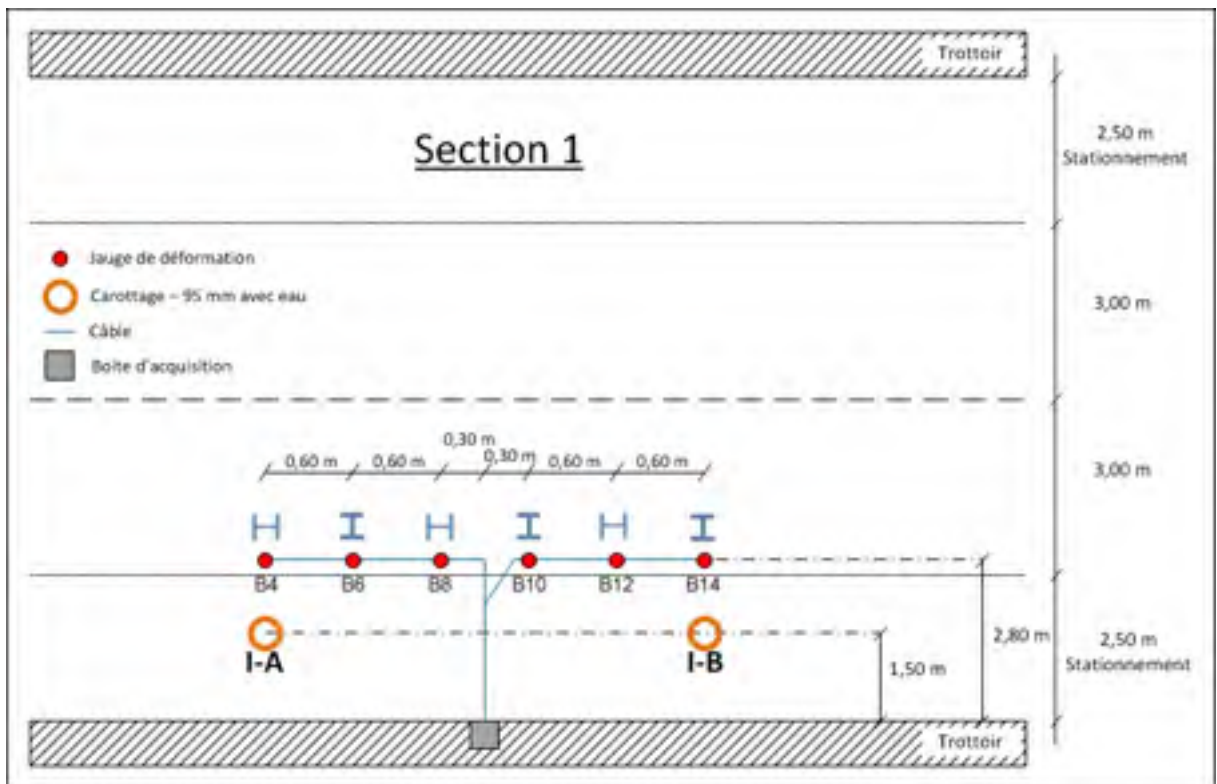 Trottoir
Section 1
2,50 m
Stationnement
Jauge de déformation
Carottage – 95 mm avec eau
Câble
Boite d'acquisition
3,00 m
0,30 m
0,60 m 0,60 m 0,30 m 0,60 m 0,60 m
3,00 m
B4 B6 B8 B10 B12 B14
I-A I-B
1,50 m
2,80 m
2,50 m
Stationnement
Trottoir